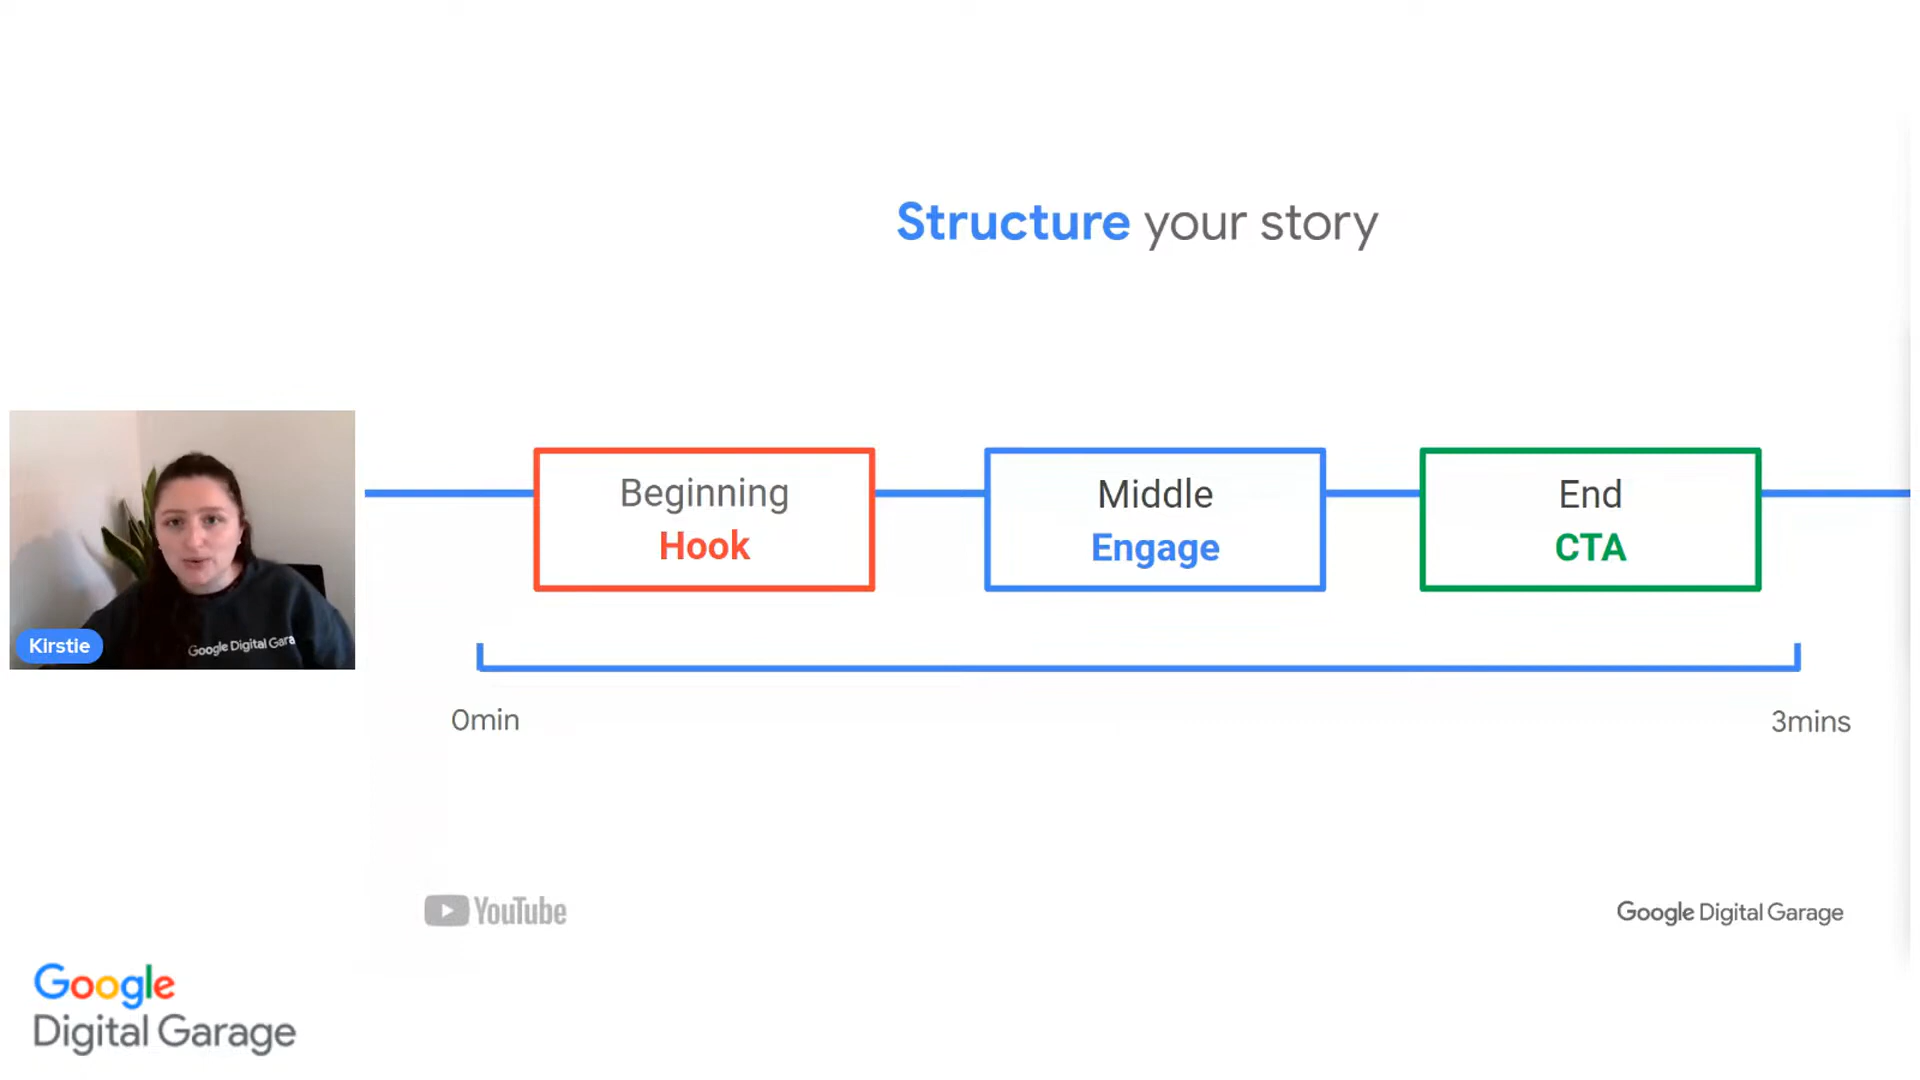 Structure your story
Beginning
Hook
Middle
Engage
End
CTA
Kirstie
Google Digital Gara
0min
3mins
YouTube
Google Digital Garage
Google
Digital Garage